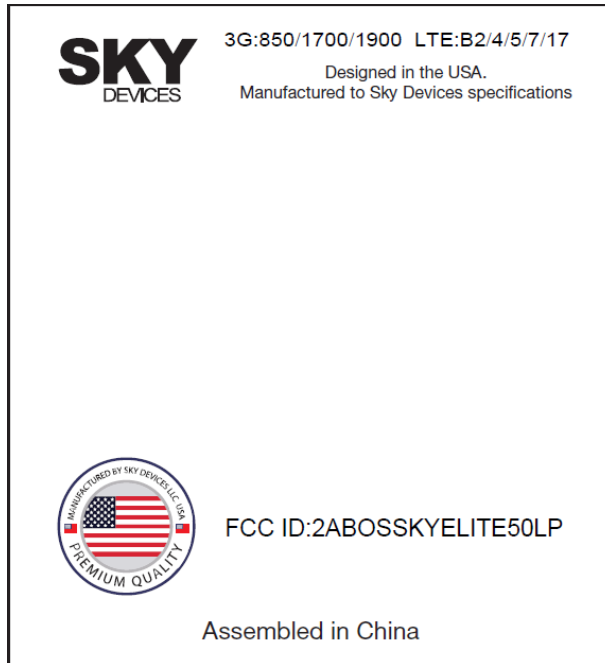 SKY
DEVICES
3G:850/1700/1900 LTE:B2/4/5/7/17
Designed in the USA.
Manufactured to Sky Devices specifications
MANUFACTURED BY SKY DEVICES LLC USA
PREMIUM QUALITY
FCC ID:2ABOSSKYELITE50LP
Assembled in China